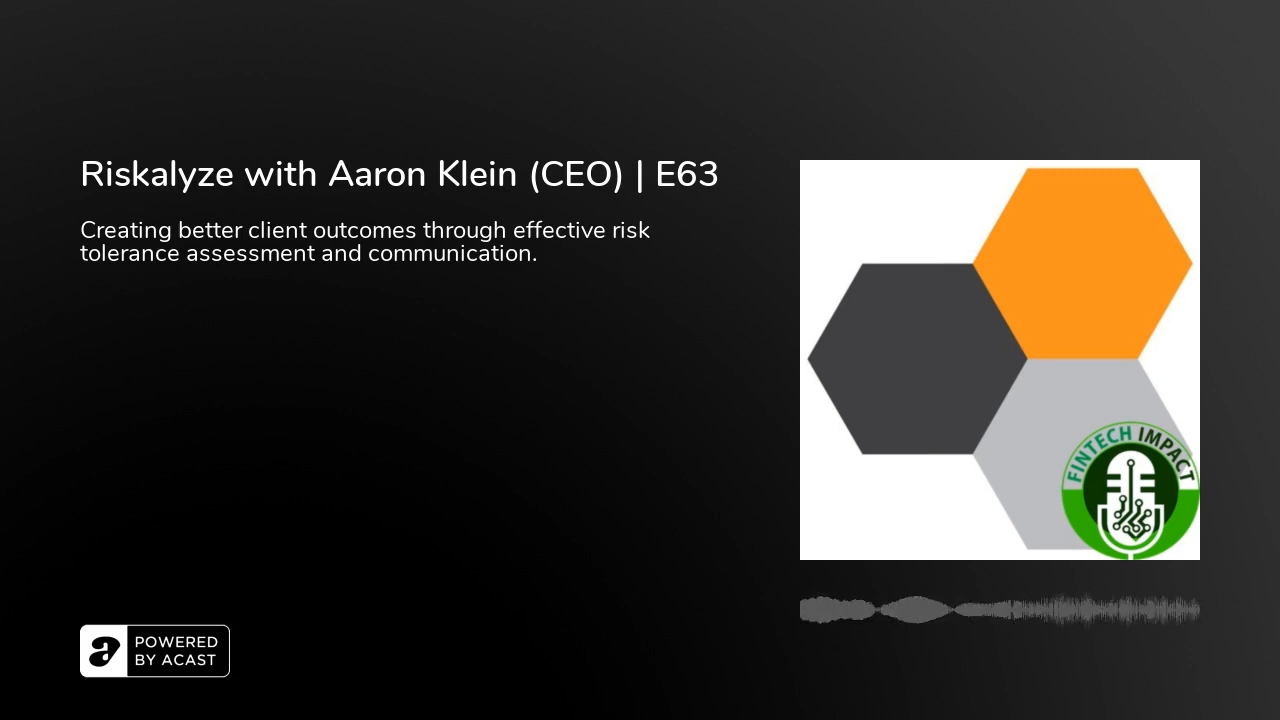 Riskalyze with Aaron Klein (CEO) | E63
Creating better client outcomes through effective risk
tolerance assessment and communication.
FINTECH IMPACT
a POWERED
BY ACAST